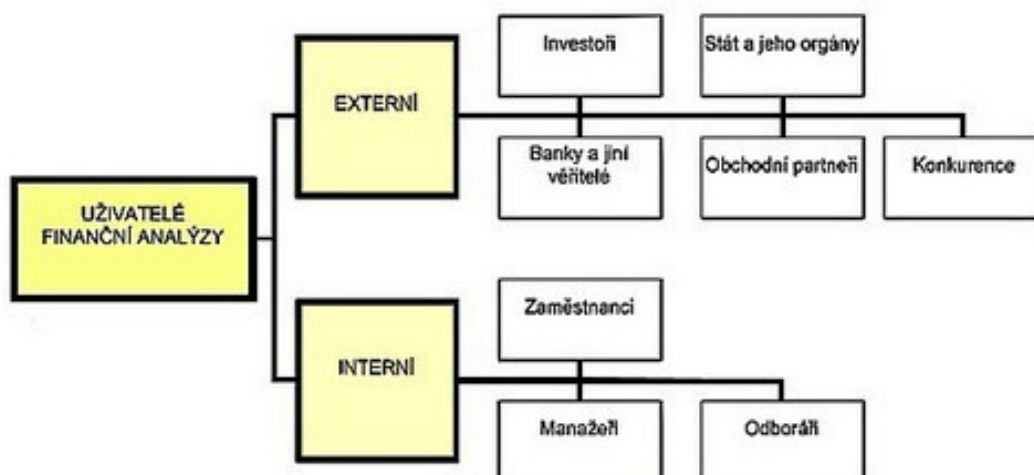 UŽIVATELÉ
FINANČNÍ ANALÝZY
EXTERNÍ
Investoři
Stát a jeho orgány
Banky a jiní
věřitelé
Obchodní partneři
Konkurence
INTERNÍ
Zaměstnanci
Manažeři
Odboráři